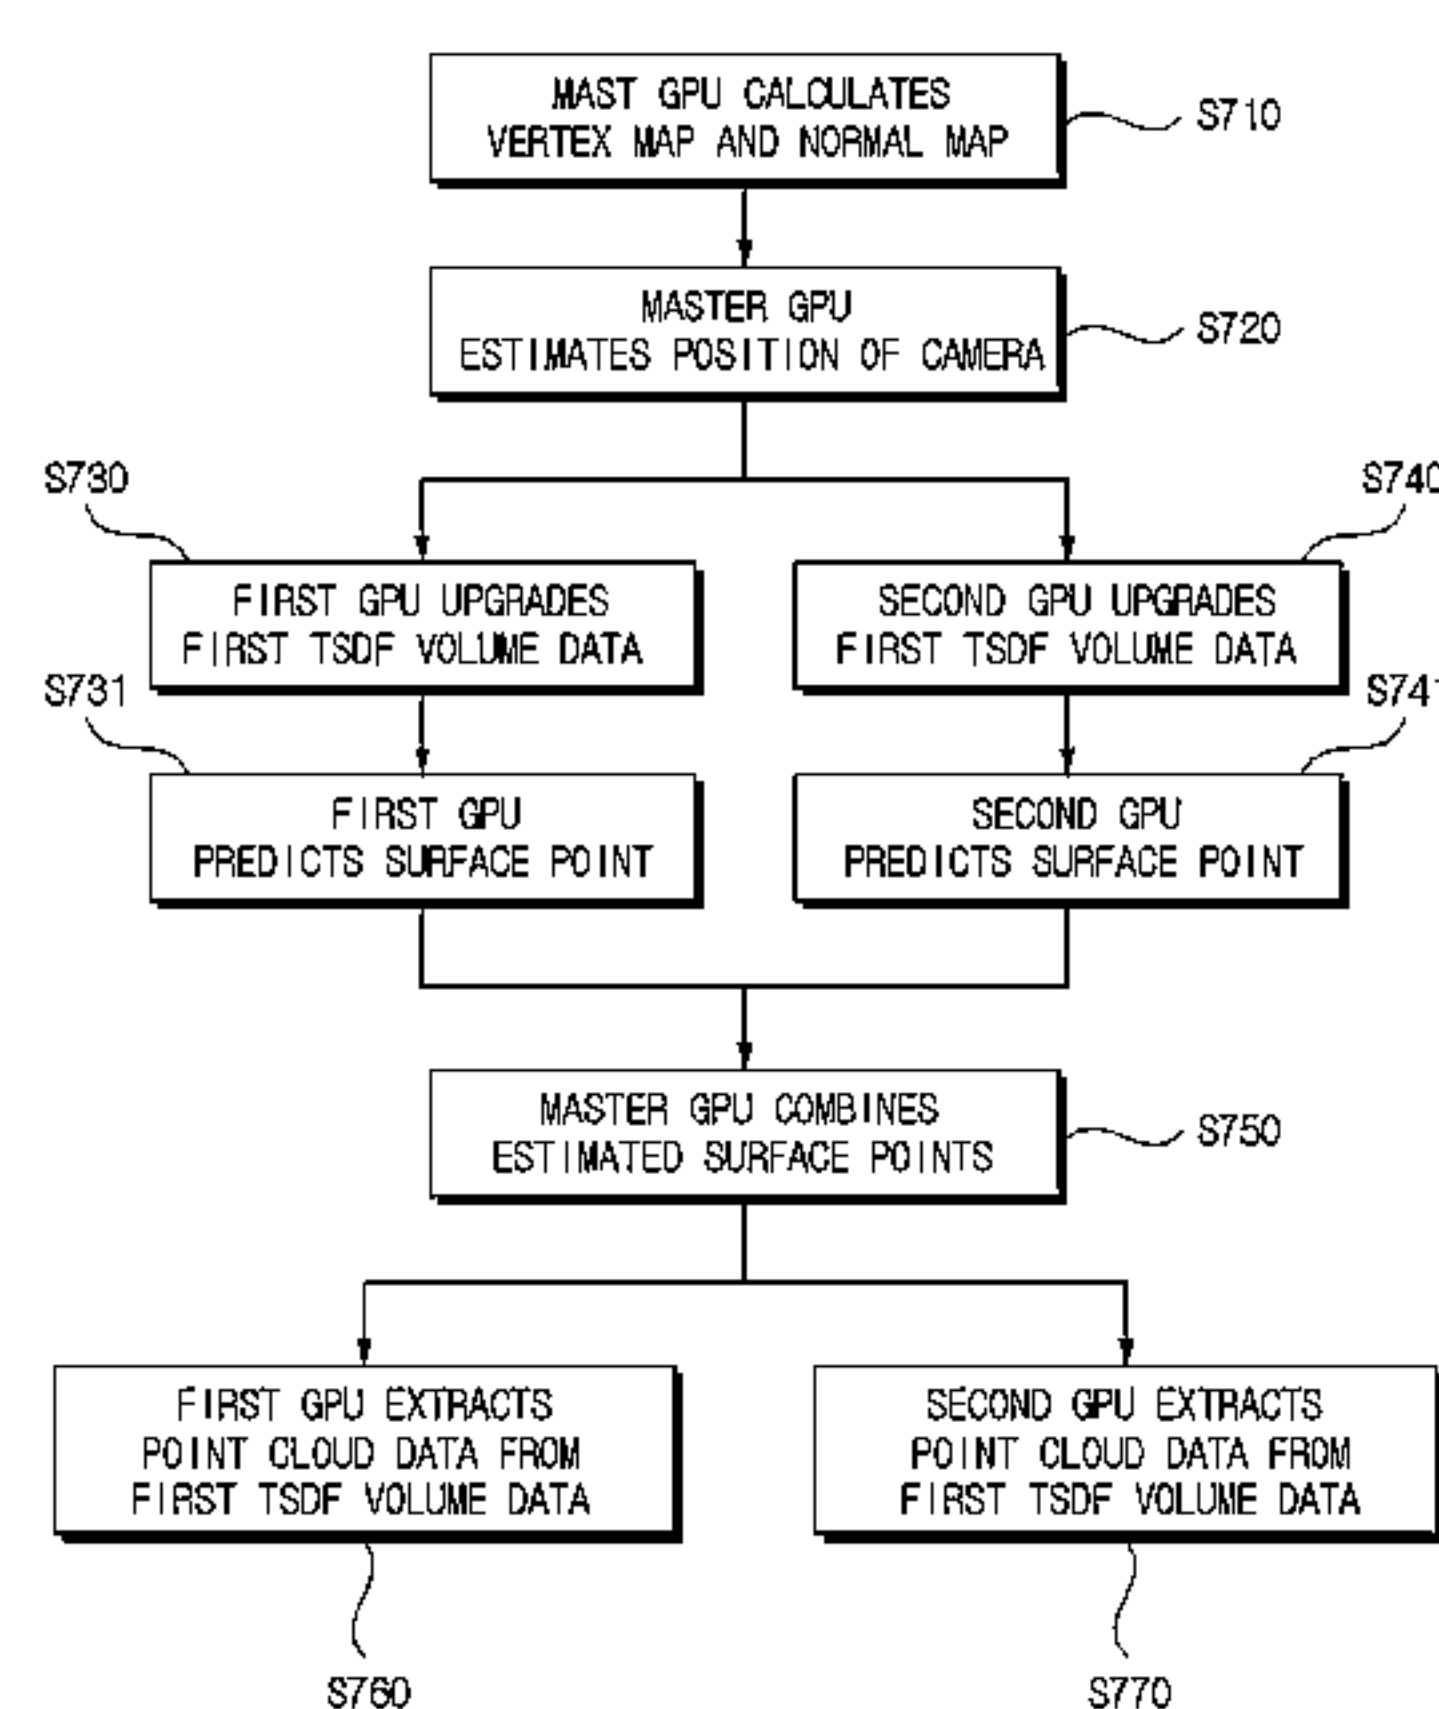 MAST GPU CALCULATES
VERTEX MAP AND NORMAL MAP
S710
MASTER GPU
ESTIMATES POSITION OF CAMERA
S720
S730
S740
FIRST GPU UPGRADES
FIRST TSDF VOLUME DATA
SECOND GPU UPGRADES
FIRST TSDF VOLUME DATA
S731
S741
FIRST GPU
PREDICTS SURFACE POINT
SECOND GPU
PREDICTS SURFACE POINT
MASTER GPU COMBINES
ESTIMATED SURFACE POINTS
S750
FIRST GPU EXTRACTS
POINT CLOUD DATA FROM
FIRST TSDF VOLUME DATA
SECOND GPU EXTRACTS
POINT CLOUD DATA FROM
FIRST TSDF VOLUME DATA
S760
S770